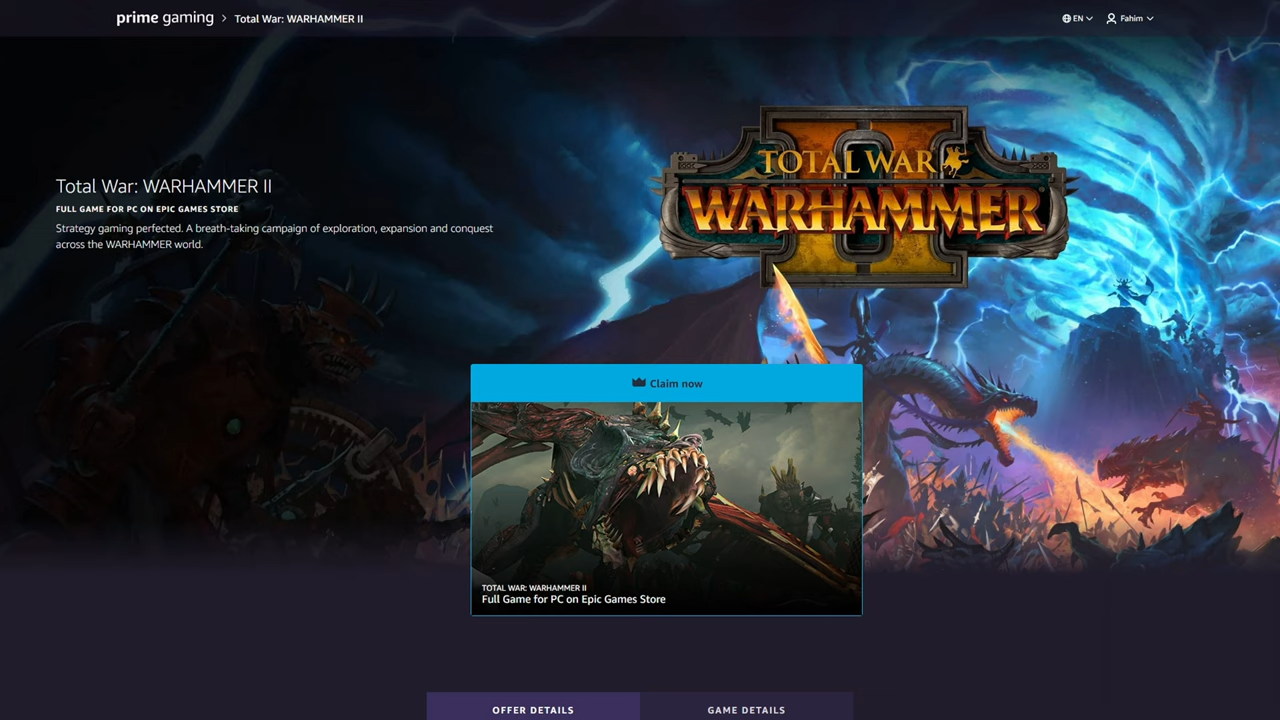 prime gaming > Total War: WARHAMMER II
EN
Fahim
TOTAL WAR
WARHAMMER
II
Total War: WARHAMMER II
FULL GAME FOR PC ON EPIC GAMES STORE
Strategy gaming perfected. A breath-taking campaign of exploration, expansion and conquest
across the WARHAMMER world.
Claim now
TOTAL WAR: WARHAMMER II
Full Game for PC on Epic Games Store
OFFER DETAILS
GAME DETAILS